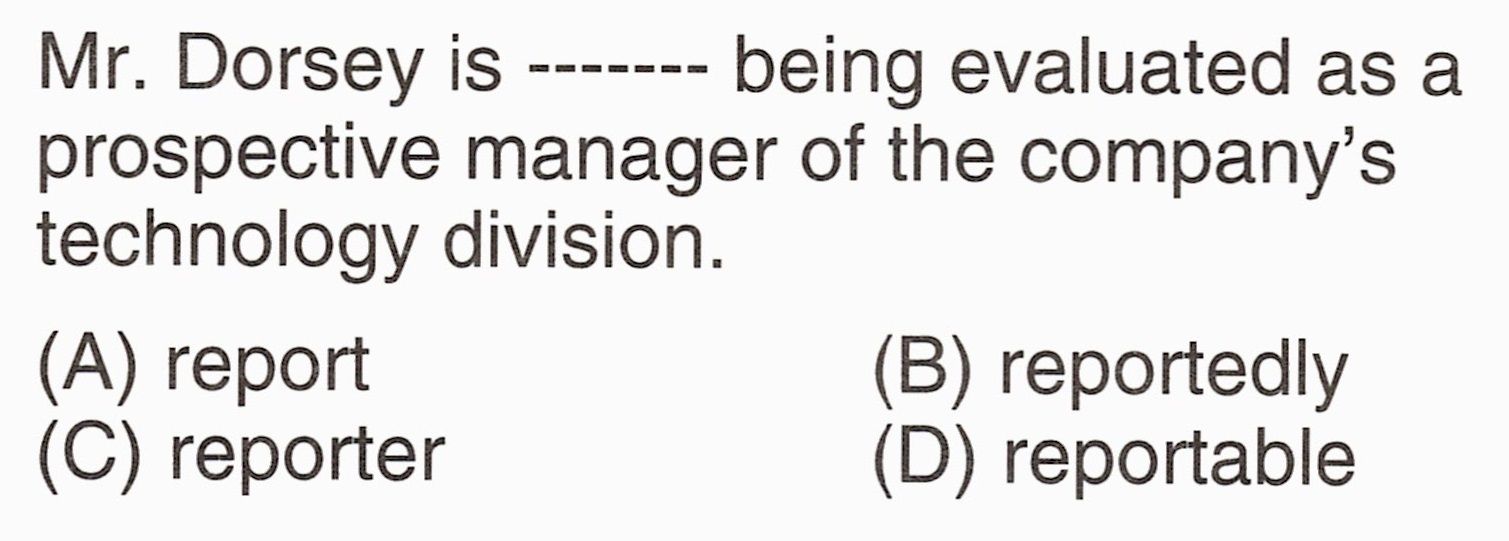 Mr. Dorsey is ------- being evaluated as a
prospective manager of the company’s
technology division.
(A) report (B) reportedly
(C) reporter (D) reportable